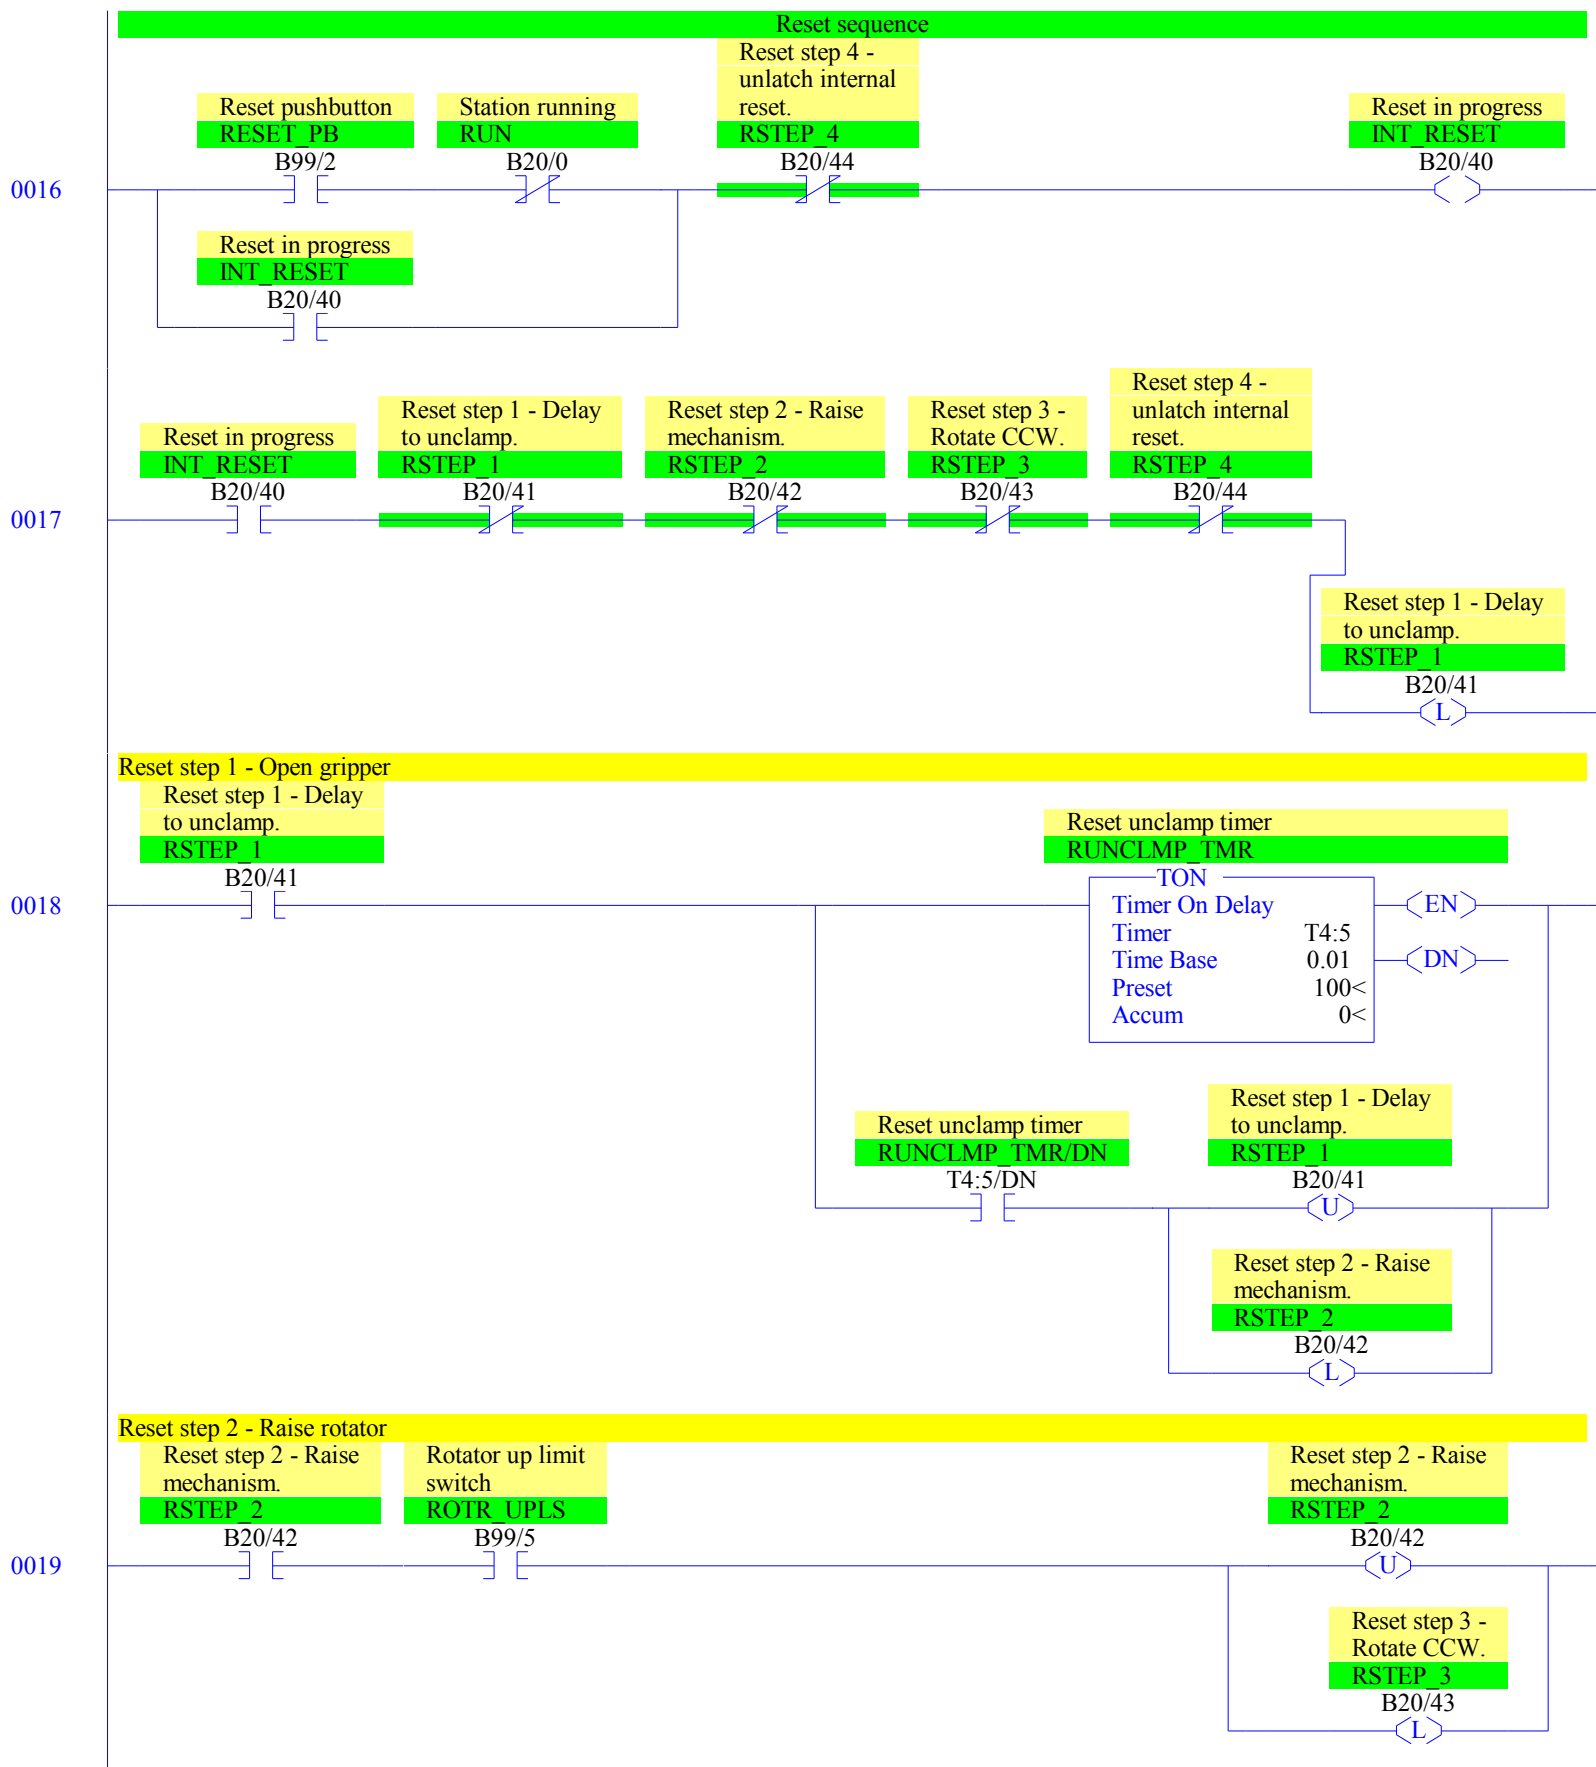 Reset sequence
Reset step 4 -
unlatch internal
reset.
RSTEP_4
B20/44
Reset pushbutton
RESET_PB
B99/2
Station running
RUN
B20/0
Reset in progress
INT_RESET
B20/40
0016
Reset in progress
INT_RESET
B20/40
Reset in progress
INT_RESET
B20/40
Reset step 1 - Delay
to unclamp.
RSTEP_1
B20/41
Reset step 2 - Raise
mechanism.
RSTEP_2
B20/42
Reset step 3 -
Rotate CCW.
RSTEP_3
B20/43
Reset step 4 -
unlatch internal
reset.
RSTEP_4
B20/44
0017
Reset step 1 - Delay
to unclamp.
RSTEP_1
B20/41
L
Reset step 1 - Open gripper
Reset step 1 - Delay
to unclamp.
RSTEP_1
B20/41
0018
Reset unclamp timer
RUNCLMP_TMR
TON
Timer On Delay
Timer T4:5
Time Base 0.01
Preset 100<
Accum 0<
EN
DN
Reset unclamp timer
RUNCLMP_TMR/DN
T4:5/DN
Reset step 1 - Delay
to unclamp.
RSTEP_1
B20/41
U
Reset step 2 - Raise
mechanism.
RSTEP_2
B20/42
L
Reset step 2 - Raise rotator
Reset step 2 - Raise
mechanism.
RSTEP_2
B20/42
Rotator up limit
switch
ROTR_UPLS
B99/5
Reset step 2 - Raise
mechanism.
RSTEP_2
B20/42
0019
U
Reset step 3 -
Rotate CCW.
RSTEP_3
B20/43
L